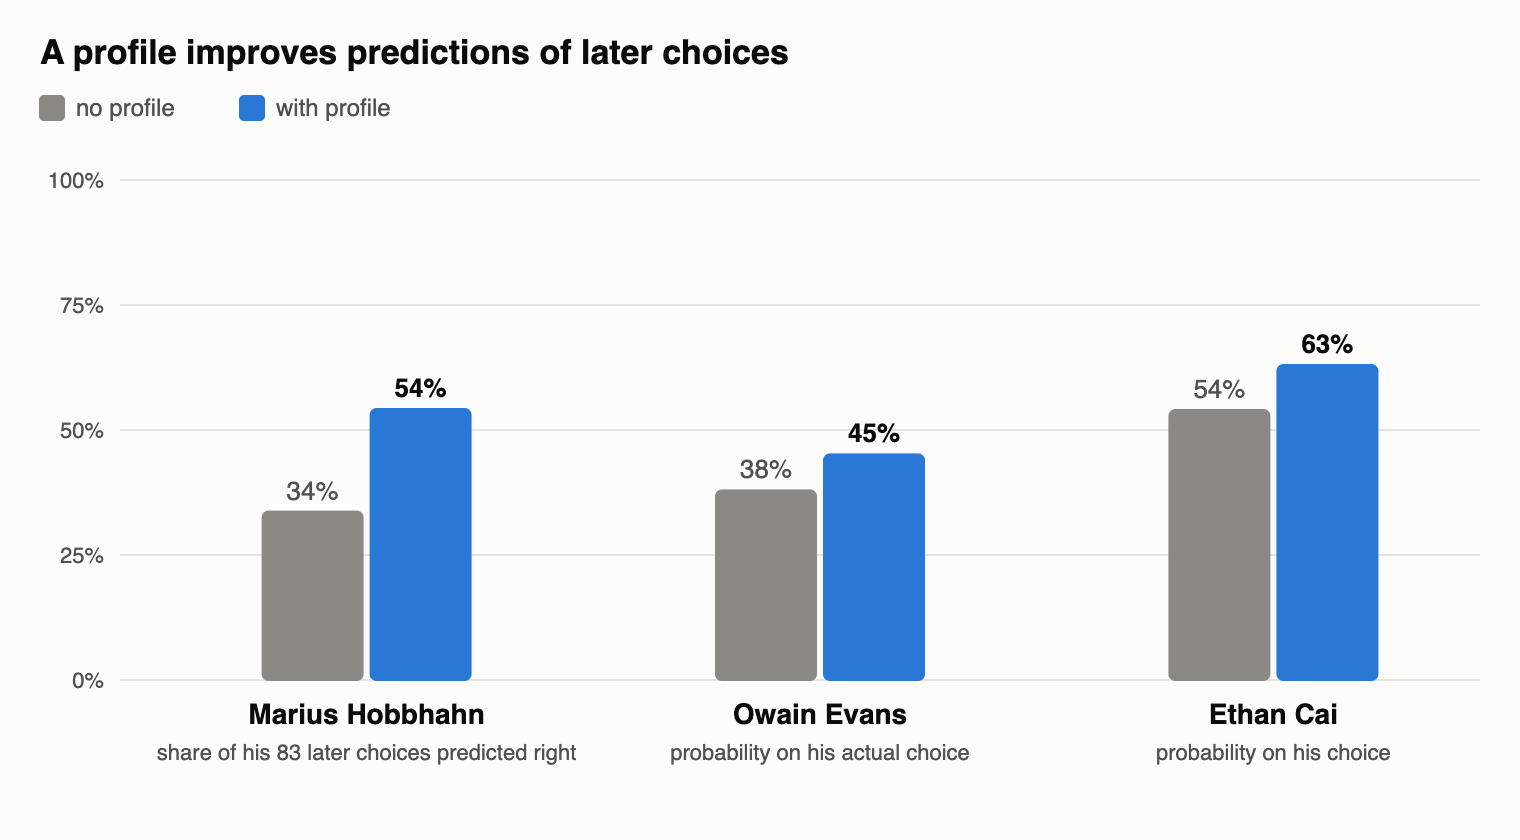 A profile improves predictions of later choices
no profile
with profile
100%
75%
50%
25%
0%
34%
54%
38%
45%
54%
63%
Marius Hobbhahn
share of his 83 later choices predicted right
Owain Evans
probability on his actual choice
Ethan Cai
probability on his choice